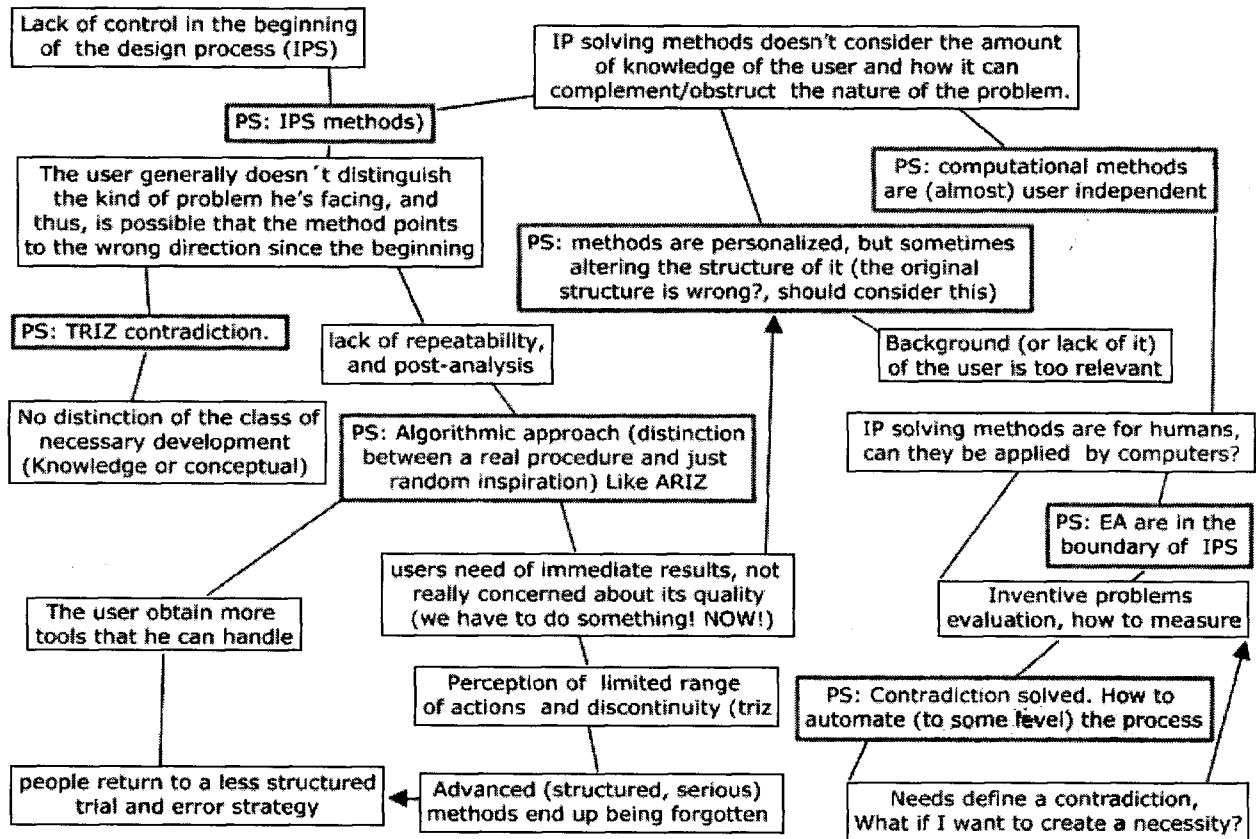 Lack of control in the beginning
of the design process (IPS)
IP solving methods doesn't consider the amount
of knowledge of the user and how it can
complement/obstruct the nature of the problem.
PS: IPS methods)
The user generally doesn´t distinguish
the kind of problem he's facing, and
thus, is possible that the method points
to the wrong direction since the beginning
PS: computational methods
are (almost) user independent
PS: methods are personalized, but sometimes
altering the structure of it (the original
structure is wrong?, should consider this)
PS: TRIZ contradiction.
lack of repeatability,
and post-analysis
Background (or lack of it)
of the user is too relevant
No distinction of the class of
necessary development
(Knowledge or conceptual)
PS: Algorithmic approach (distinction
between a real procedure and just
random inspiration) Like ARIZ
IP solving methods are for humans,
can they be applied by computers?
PS: EA are in the
boundary of IPS
users need of immediate results, not
really concerned about its quality
(we have to do something! NOW!)
The user obtain more
tools that he can handle
Inventive problems
evaluation, how to measure
Perception of limited range
of actions and discontinuity (triz
PS: Contradiction solved. How to
automate (to some level) the process
people return to a less structured
trial and error strategy
Advanced (structured, serious)
methods end up being forgotten
Needs define a contradiction,
What if I want to create a necessity?